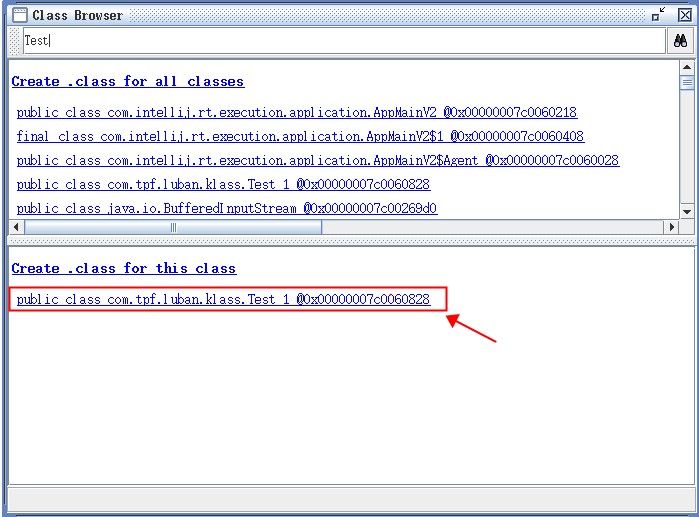 Class Browser
Test
Create .class for all classes
public class com.intellij.rt.execution.application.AppMainV2 @0x00000007c0060218
final class com.intellij.rt.execution.application.AppMainV2$1 @0x00000007c0060408
public class com.intellij.rt.execution.application.AppMainV2$Agent @0x00000007c0060028
public class com.tpf.luban.klass.Test_1 @0x00000007c0060828
public class java.io.BufferedInputStream @0x00000007c00269d0
Create .class for this class
public class com.tpf.luban.klass.Test_1 @0x00000007c0060828